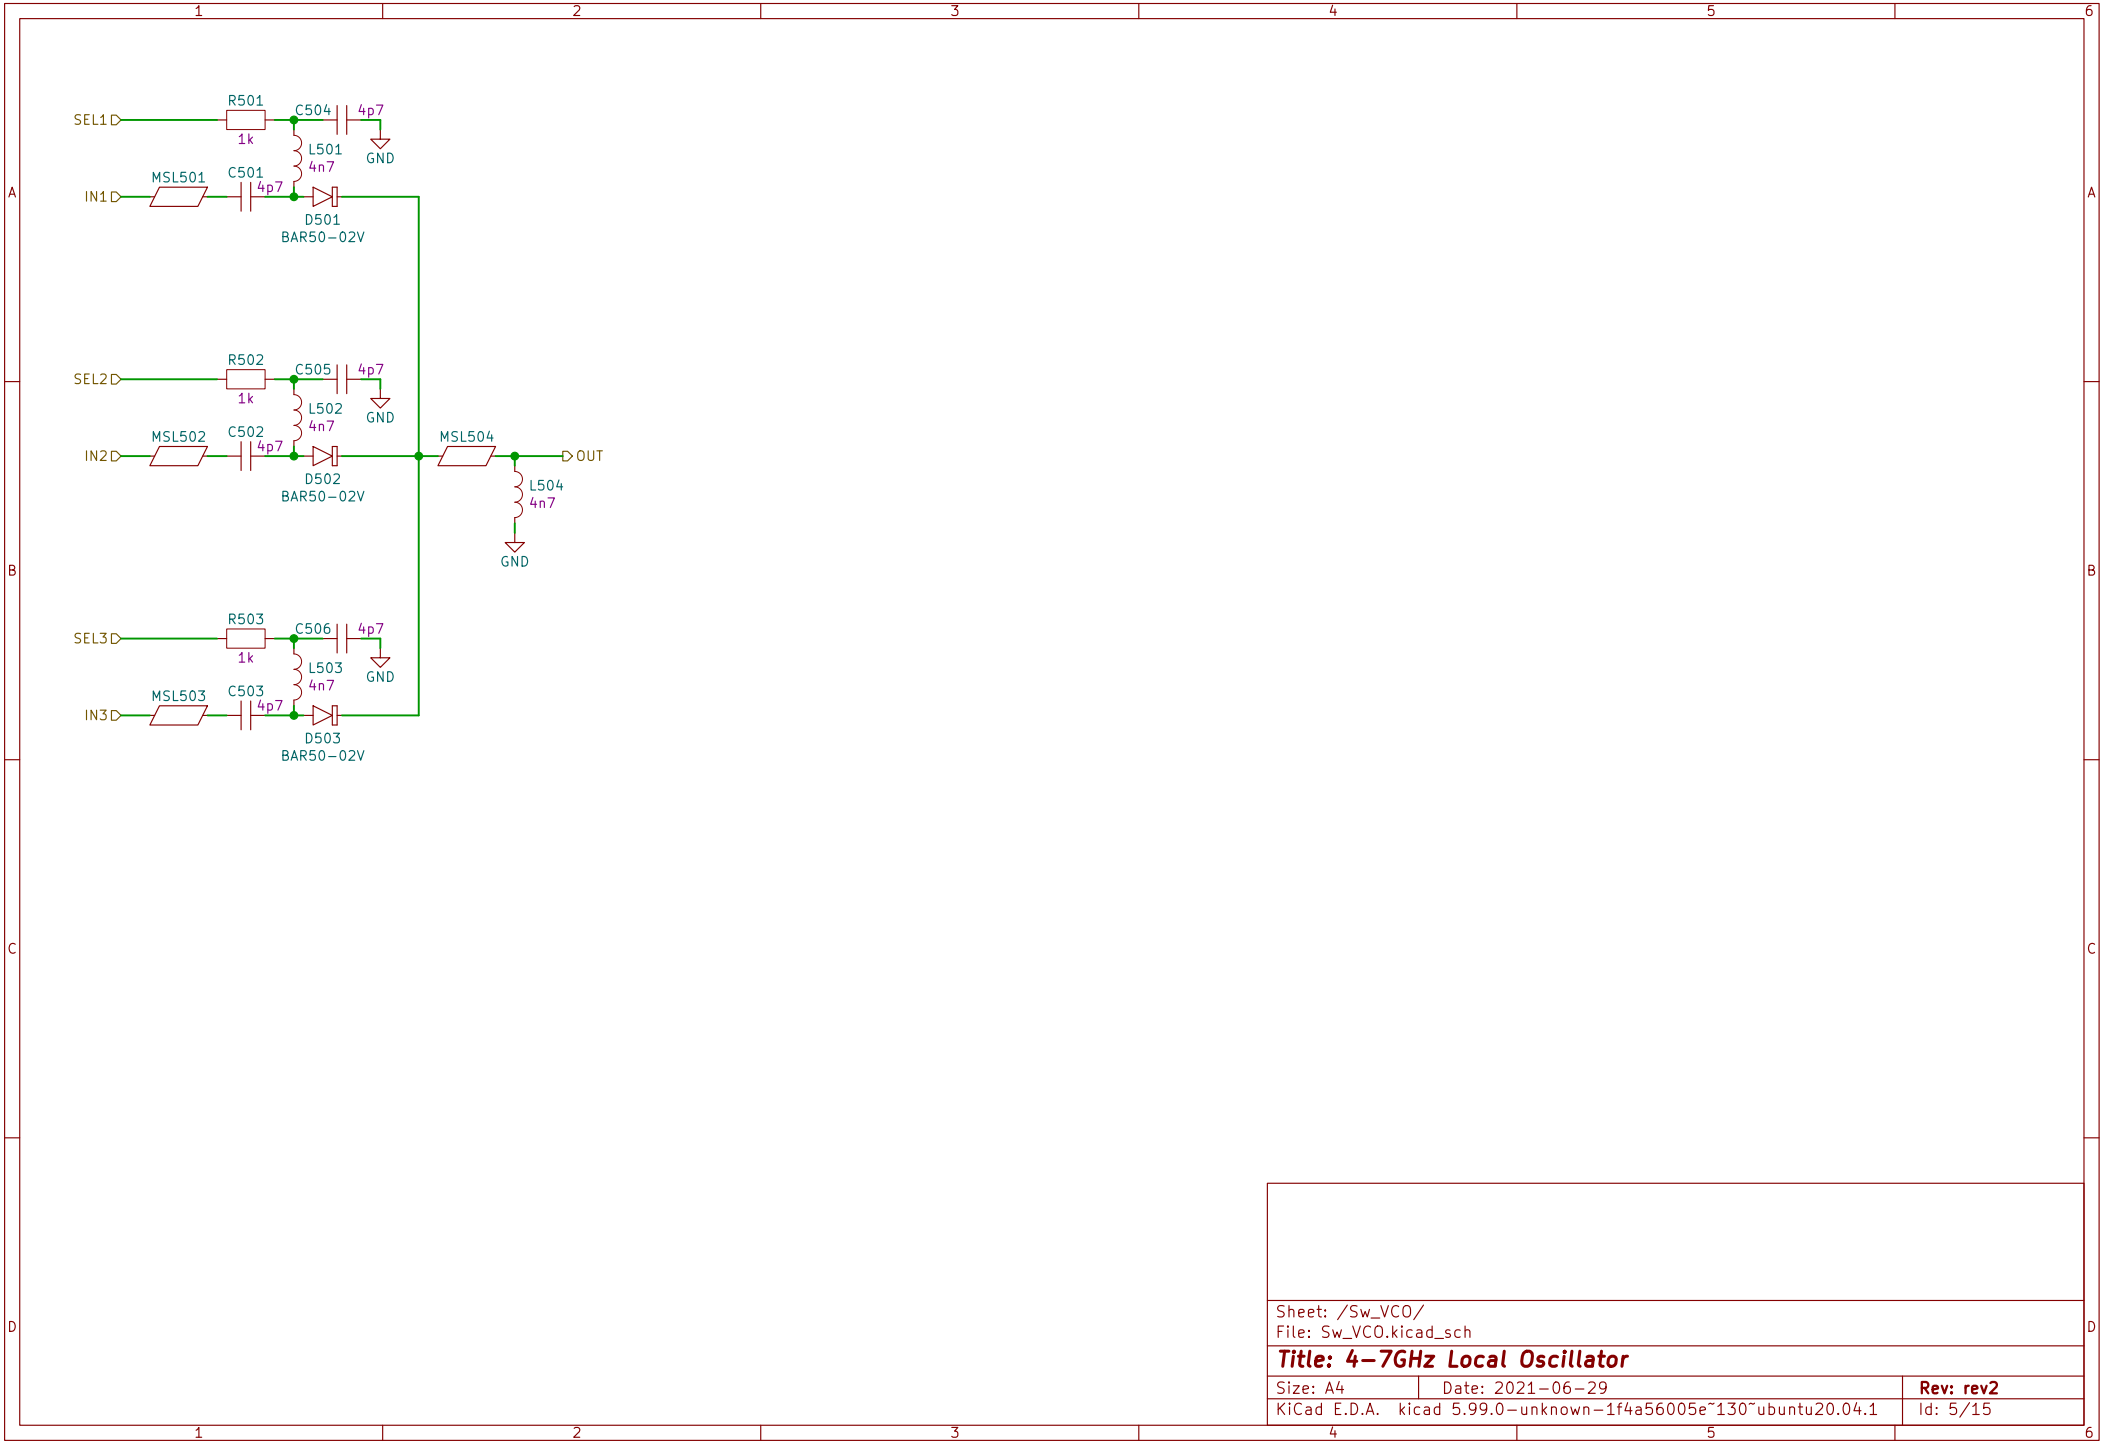 1 2 3 4 5 6
R501
C504 4p7
SEL1
1k
L501
GND
4n7
MSL501 C501
4p7
IN1
A A
D501
BAR50-02V
R502
C505 4p7
SEL2
1k
L502
GND
4n7
MSL502 C502 MSL504
4p7
IN2 OUT
D502
L504
BAR50-02V
4n7
GND
B B
R503
C506 4p7
SEL3
1k
L503
GND
4n7
MSL503 C503
4p7
IN3
D503
BAR50-02V
C C
Sheet: /Sw_VCO/
D D
File: Sw_VCO.kicad_sch
Title: 4-7GHz Local Oscillator
Size: A4 Date: 2021-06-29 Rev: rev2
KiCad E.D.A. kicad 5.99.0-unknown-1f4a56005e~130~ubuntu20.04.1 Id: 5/15
1 2 3 4 5 6